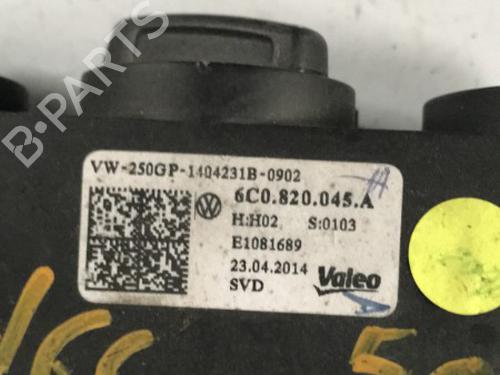 B-PARTS
VW-250GP-1404231B-0902
6C0.820.045.A
H:H02 S:0103
E1081689
23.04.2014
SVD
Valeo